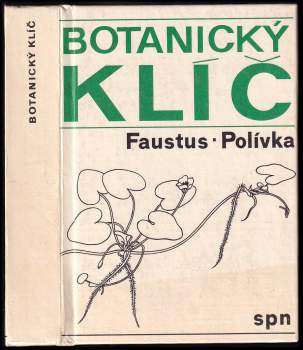 BOTANICKÝ KLÍČ
BOTANICKÝ
KLÍČ
Faustus · Polívka
spn